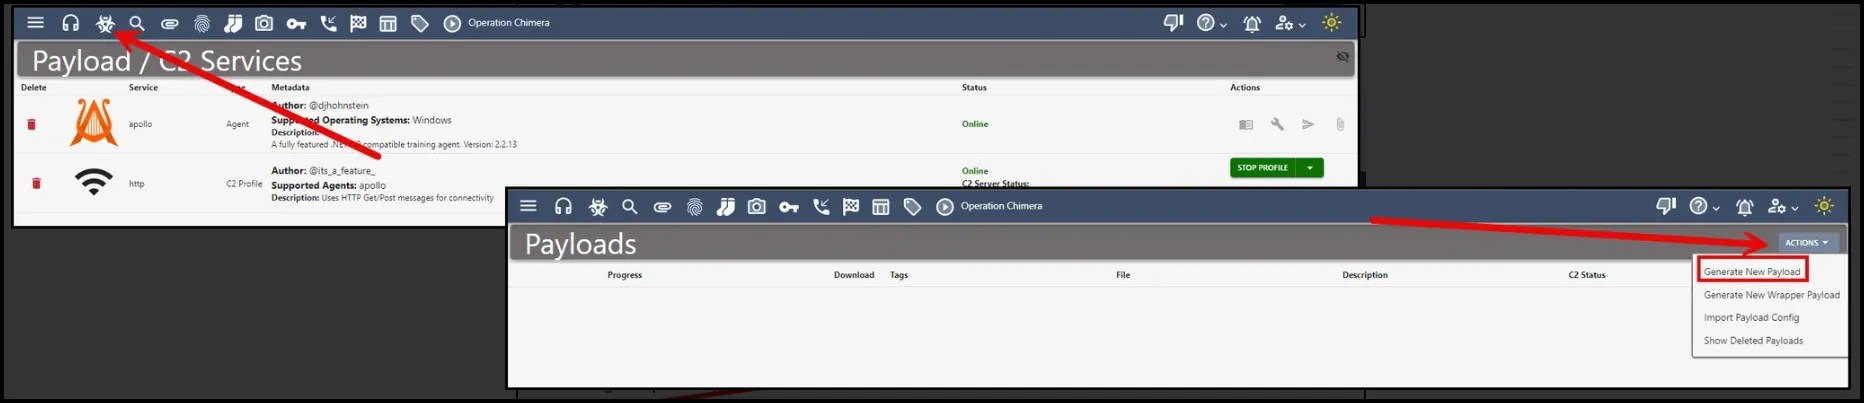 Operation Chimera
Payload / C2 Services
Delete Service Metadata Status Actions
Author: @djhohnstein
apollo Agent Supported Operating Systems: Windows Online
Description:
compatible training agent. Version: 2.2.13
A fully featured
Author: @its_a_feature_ Online STOP PROFILE
http C2 Profile Supported Agents: apollo C2 Server Status:
Description: Uses HTTP Get/Post messages for connectivity
Operation Chimera
Payloads
ACTIONS
Progress Download Tags File Description C2 Status
Generate New Payload
Generate New Wrapper Payload
Import Payload Config
Show Deleted Payloads